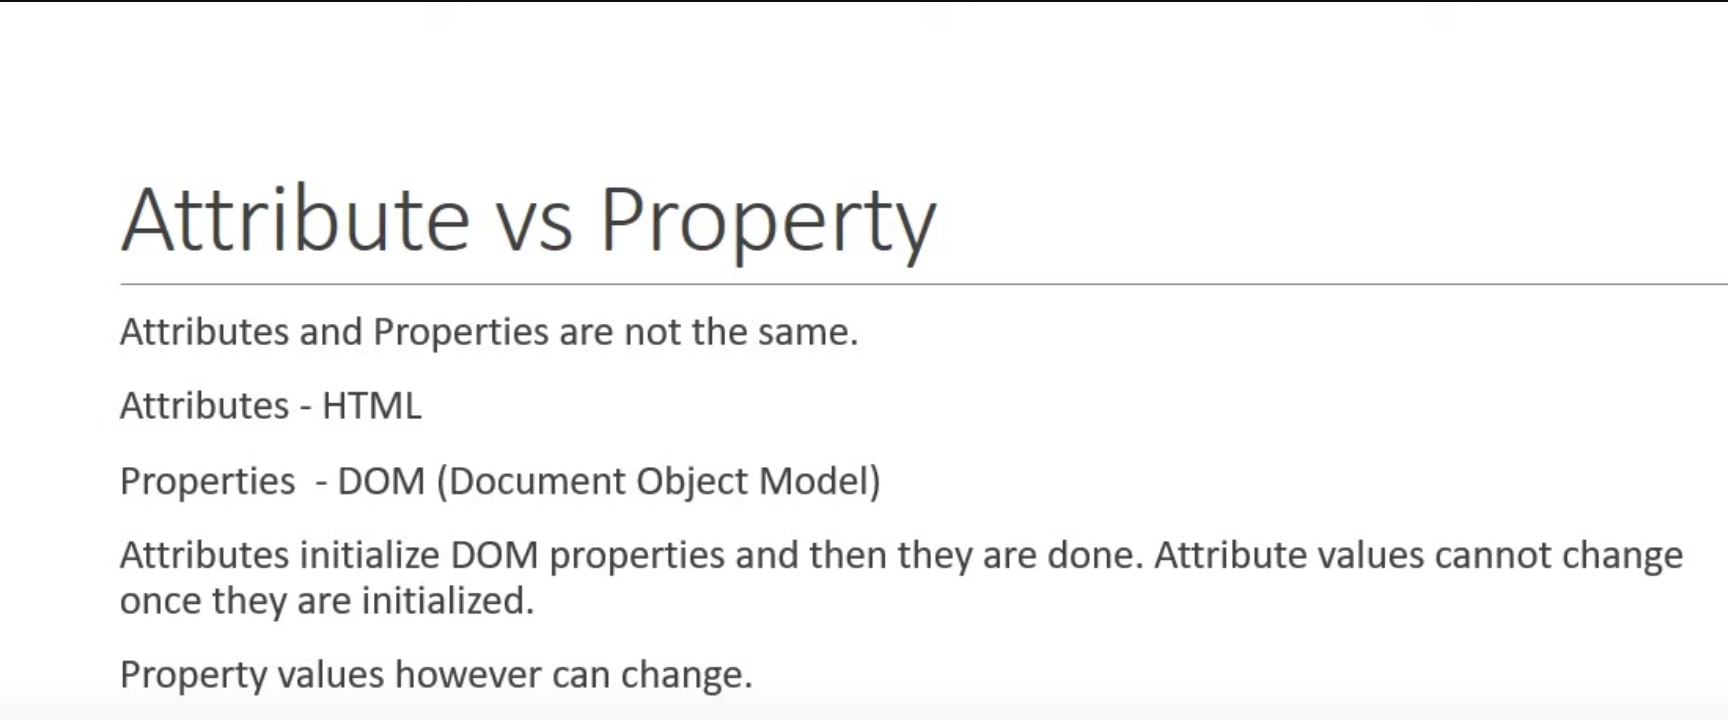 Attribute vs Property
Attributes and Properties are not the same.
Attributes - HTML
Properties  - DOM (Document Object Model)
Attributes initialize DOM properties and then they are done. Attribute values cannot change
once they are initialized.
Property values however can change.